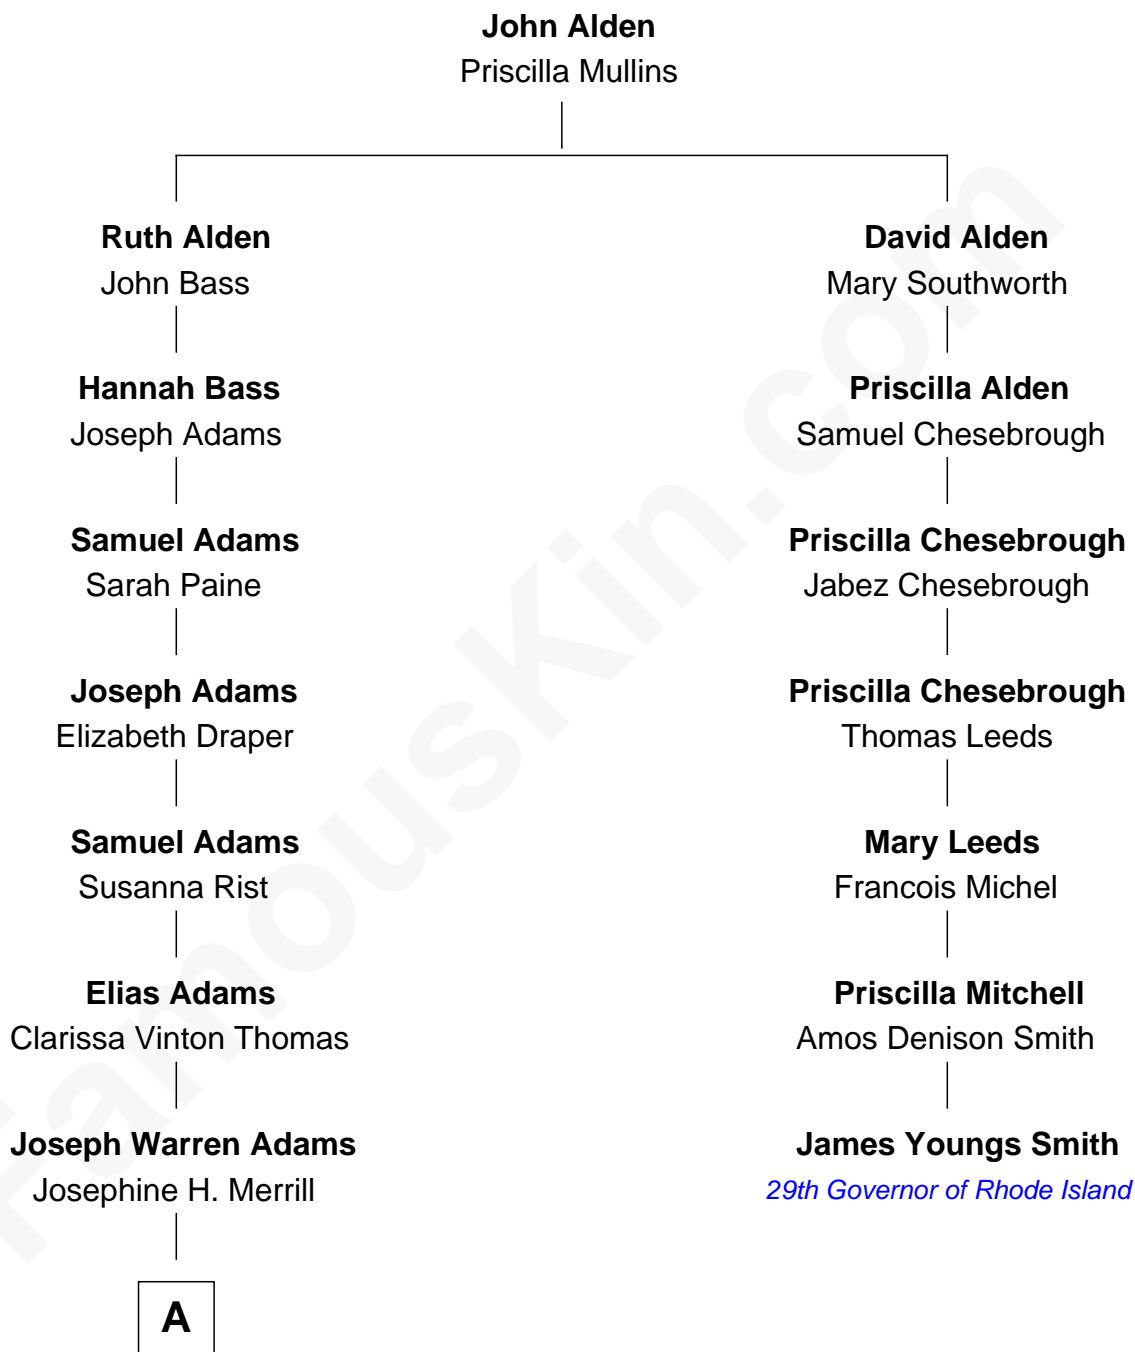 John Alden
Priscilla Mullins
Ruth Alden
John Bass
David Alden
Mary Southworth
Hannah Bass
Joseph Adams
Priscilla Alden
Samuel Chesebrough
Samuel Adams
Sarah Paine
Priscilla Chesebrough
Jabez Chesebrough
Joseph Adams
Elizabeth Draper
Priscilla Chesebrough
Thomas Leeds
Samuel Adams
Susanna Rist
Mary Leeds
Francois Michel
Elias Adams
Clarissa Vinton Thomas
Priscilla Mitchell
Amos Denison Smith
Joseph Warren Adams
Josephine H. Merrill
James Youngs Smith
29th Governor of Rhode Island
A
FamousKin.com